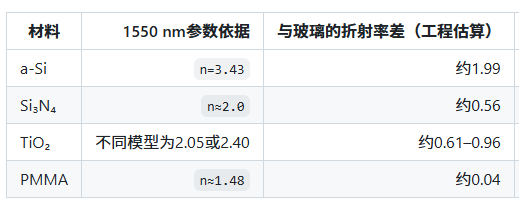 材料 1550 nm参数依据 与玻璃的折射率差（工程估算）
a-Si n=3.43 约1.99
Si₃N₄ n≈2.0 约0.56
TiO₂ 不同模型为2.05或2.40 约0.61–0.96
PMMA n≈1.48 约0.04